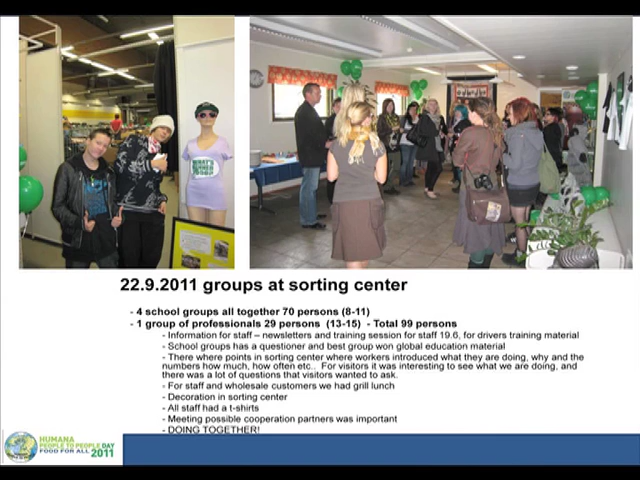 22.9.2011 groups at sorting center
- 4 school groups all together 70 persons (8-11)
- 1 group of professionals 29 persons (13-15) - Total 99 persons
- Information for staff – newsletters and training session for staff 19.6, for drivers training material
- School groups has a questioner and best group won global education material
- There where points in sorting center where workers introduced what they are doing, why and the
numbers how much, how often etc.. For visitors it was interesting to see what we are doing, and
there was a lot of questions that visitors wanted to ask.
- For staff and wholesale customers we had grill lunch
- Decoration in sorting center
- All staff had a t-shirts
- Meeting possible cooperation partners was important
- DOING TOGETHER!
HUMANA
PEOPLE TO PEOPLE DAY
FOOD FOR ALL 2011